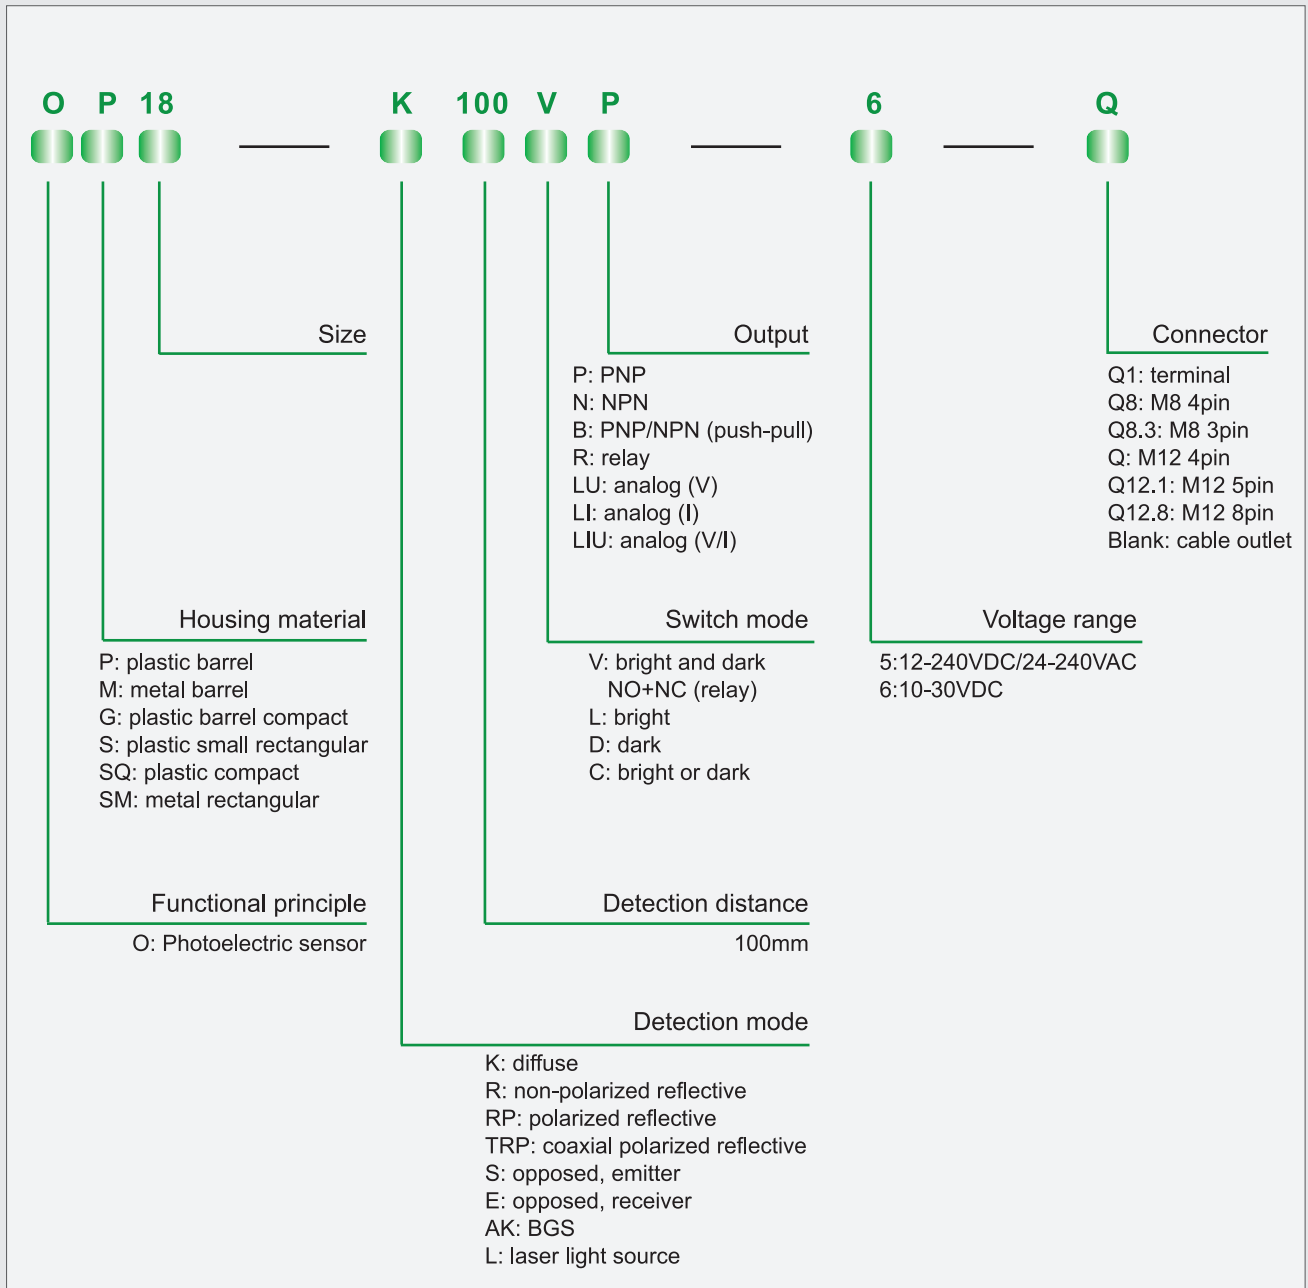 O P 18 K 100 V P 6 Q
Size
Output
P: PNP
N: NPN
B: PNP/NPN (push-pull)
R: relay
LU: analog (V)
LI: analog (I)
LIU: analog (V/I)
Connector
Q1: terminal
Q8: M8 4pin
Q8.3: M8 3pin
Q: M12 4pin
Q12.1: M12 5pin
Q12.8: M12 8pin
Blank: cable outlet
Housing material
P: plastic barrel
M: metal barrel
G: plastic barrel compact
S: plastic small rectangular
SQ: plastic compact
SM: metal rectangular
Switch mode
V: bright and dark
NO+NC (relay)
L: bright
D: dark
C: bright or dark
Voltage range
5:12-240VDC/24-240VAC
6:10-30VDC
Functional principle
O: Photoelectric sensor
Detection distance
100mm
Detection mode
K: diffuse
R: non-polarized reflective
RP: polarized reflective
TRP: coaxial polarized reflective
S: opposed, emitter
E: opposed, receiver
AK: BGS
L: laser light source